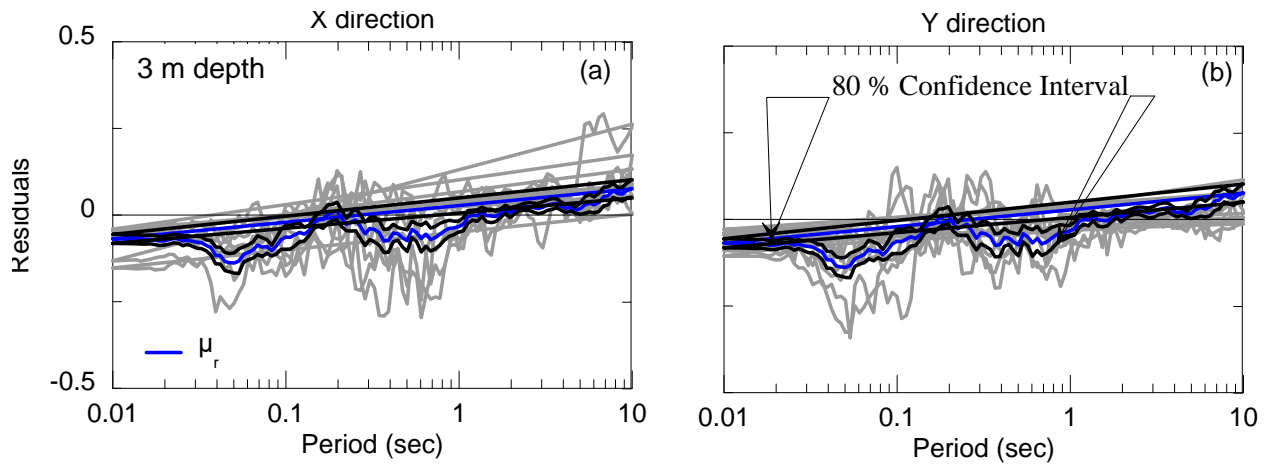 X direction
Y direction
0.5
3 m depth
(a)
(b)
80 % Confidence Interval
Residuals
0
μr
-0.5
0.01
0.1
1
10
0.01
0.1
1
10
Period (sec)
Period (sec)